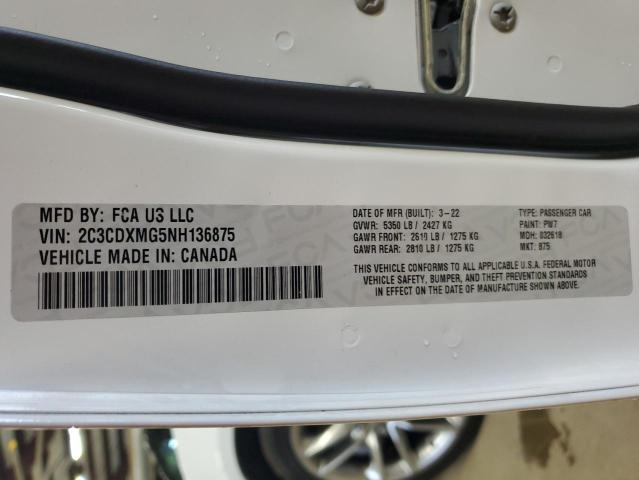 MFD BY: FCA US LLC
VIN: 2C3CDXMG5NH136875
VEHICLE MADE IN: CANADA
DATE OF MFR (BUILT): 3-22
GVWR: 5350 LB / 2427 KG
GAWR FRONT: 2610 LB / 1275 KG
GAWR REAR: 2810 LB / 1275 KG
TYPE: PASSENGER CAR
PAINT: PW7
MDH: 032618
MKT: 875
THIS VEHICLE CONFORMS TO ALL APPLICABLE U.S.A. FEDERAL MOTOR
VEHICLE SAFETY, BUMPER, AND THEFT PREVENTION STANDARDS
IN EFFECT ON THE DATE OF MANUFACTURE SHOWN ABOVE.